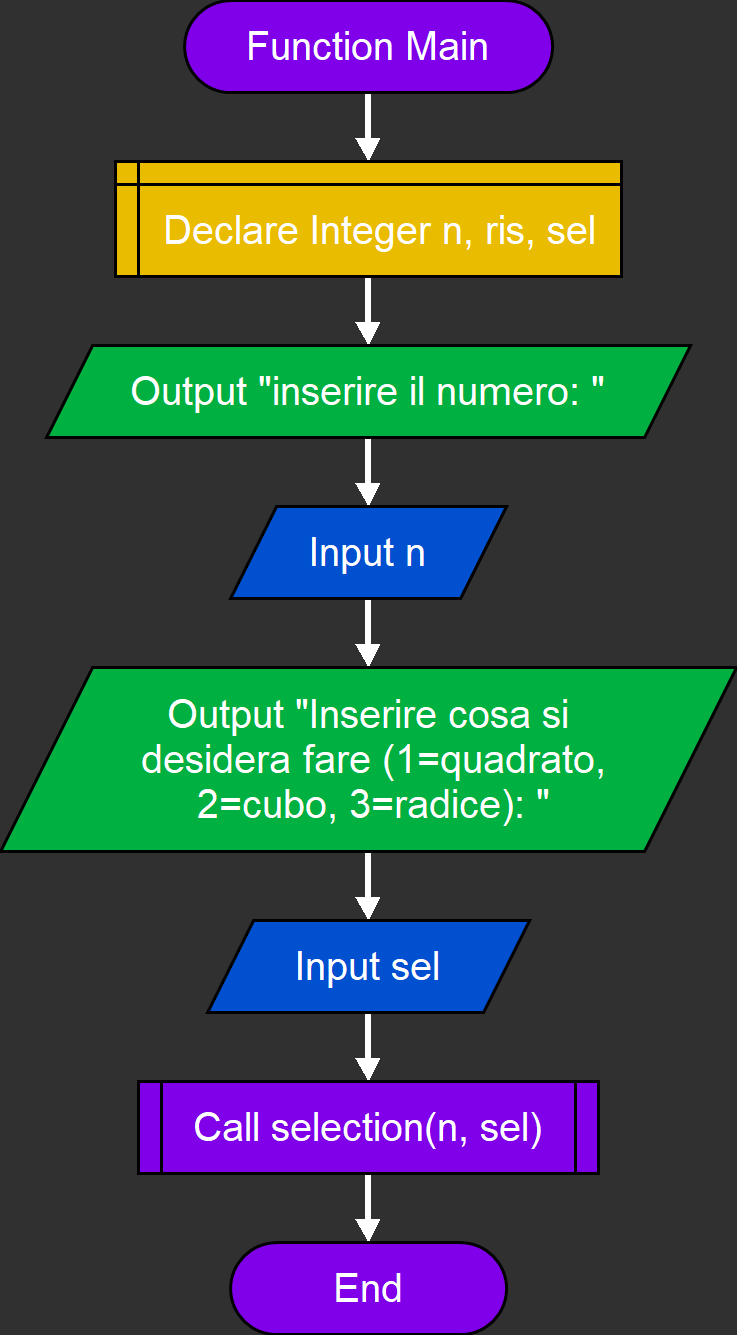 Function Main
Declare Integer n, ris, sel
Output "inserire il numero: "
Input n
Output "Inserire cosa si
desidera fare (1=quadrato,
2=cubo, 3=radice): "
Input sel
Call selection(n, sel)
End